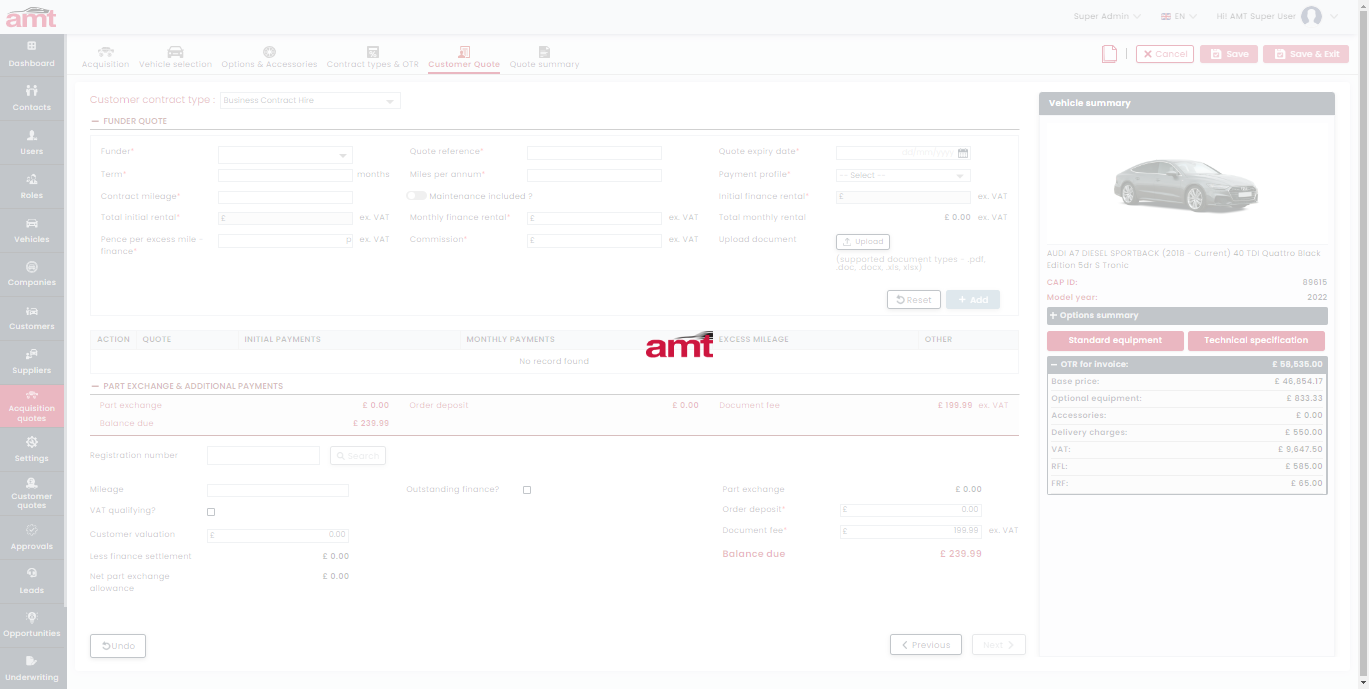 amt
Super Admin
EN
Hi! AMT Super User
Dashboard
Contacts
Users
Roles
Vehicles
Companies
Customers
Suppliers
Acquisition
quotes
Settings
Customer
quotes
Approvals
Leads
Opportunities
Underwriting
Acquisition
Vehicle selection
Options & Accessories
Contract types & OTR
Customer Quote
Quote summary
Cancel
Save
Save & Exit
Customer contract type :
Business Contract Hire
FUNDER QUOTE
Funder*
Quote reference*
Quote expiry date*
dd/mm/yyyy
Term*
months
Miles per annum*
Payment profile*
-- Select --
Contract mileage*
Maintenance included ?
Initial finance rental*
£
ex. VAT
Total initial rental*
£
ex. VAT
Monthly finance rental*
£
ex. VAT
Total monthly rental
£ 0.00 ex. VAT
Pence per excess mile -
finance*
p
ex. VAT
Commission*
£
ex. VAT
Upload document
Upload
(supported document types - .pdf,
.doc, .docx, .xls, xlsx)
Reset
+ Add
ACTION
QUOTE
INITIAL PAYMENTS
MONTHLY PAYMENTS
EXCESS MILEAGE
OTHER
No record found
amt
PART EXCHANGE & ADDITIONAL PAYMENTS
Part exchange
£ 0.00
Order deposit
£ 0.00
Document fee
£ 199.99 ex. VAT
Balance due
£ 239.99
Registration number
Search
Mileage
Outstanding finance?
Part exchange
£ 0.00
VAT qualifying?
Order deposit*
£ 0.00
Customer valuation
£ 0.00
Document fee*
£ 199.99
ex. VAT
Less finance settlement
£ 0.00
Balance due
£ 239.99
Net part exchange
allowance
£ 0.00
Undo
Previous
Next
Vehicle summary
AUDI A7 DIESEL SPORTBACK (2018 - Current) 40 TDI Quattro Black
Edition 5dr S Tronic
CAP ID:
89615
Model year:
2022
+ Options summary
Standard equipment
Technical specification
OTR for invoice:
£ 58,535.00
Base price:
£ 46,854.17
Optional equipment:
£ 833.33
Accessories:
£ 0.00
Delivery charges:
£ 550.00
VAT:
£ 9,647.50
RFL:
£ 585.00
FRF:
£ 65.00